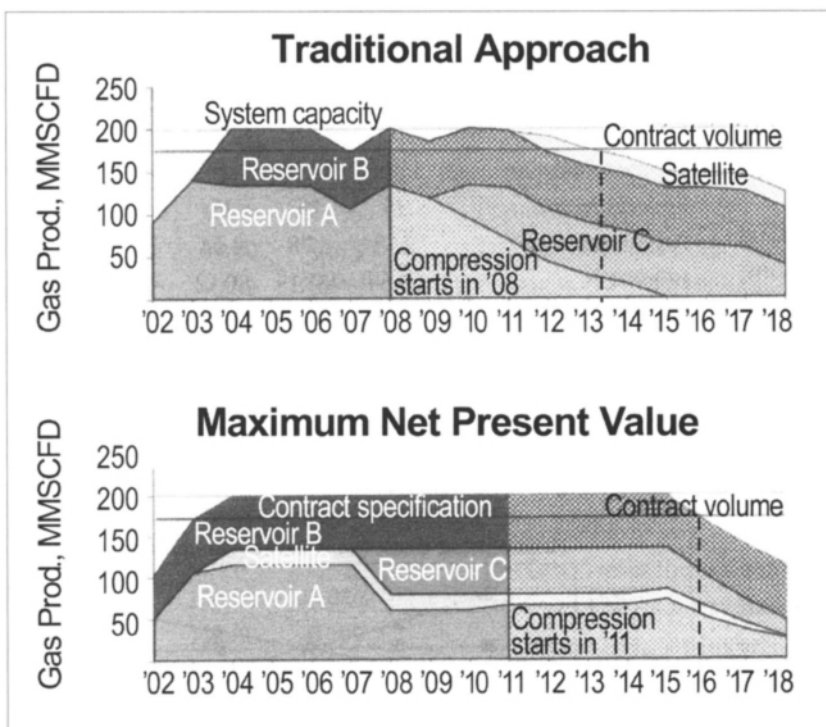 Traditional Approach
Gas Prod., MMSCFD
250
200
150
100
50
System capacity
Contract volume
Reservoir B
Satellite
Reservoir A
Reservoir C
Compression
starts in '08
'02 '03 '04 '05 '06 '07 '08 '09 '10 '11 '12 '13 '14 '15 '16 '17 '18
Maximum Net Present Value
Gas Prod., MMSCFD
250
200
150
100
50
Contract specification
Contract volume
Reservoir B
Satellite
Reservoir C
Reservoir A
Compression
starts in '11
'02 '03 '04 '05 '06 '07 '08 '09 '10 '11 '12 '13 '14 '15 '16 '17 '18